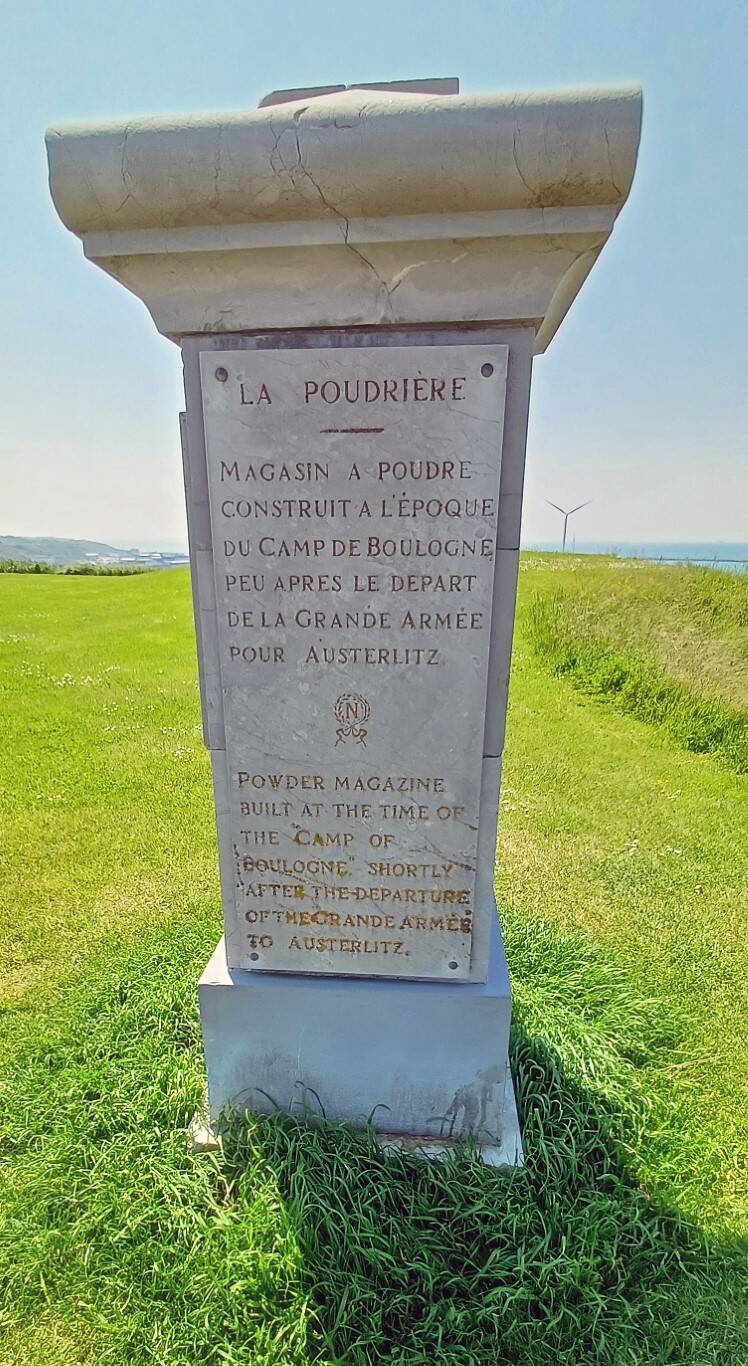 LA POUDRIÈRE
MAGASIN A POUDRE
CONSTRUIT A L'ÉPOQUE
DU CAMP DE BOULOGNE
PEU APRES LE DEPART
DE LA GRANDE ARMÉE
POUR AUSTERLITZ.
N
POWDER MAGAZINE
BUILT AT THE TIME OF
THE "CAMP OF
BOULOGNE," SHORTLY
AFTER THE DEPARTURE
OF THE GRANDE ARMÉE
TO AUSTERLITZ.